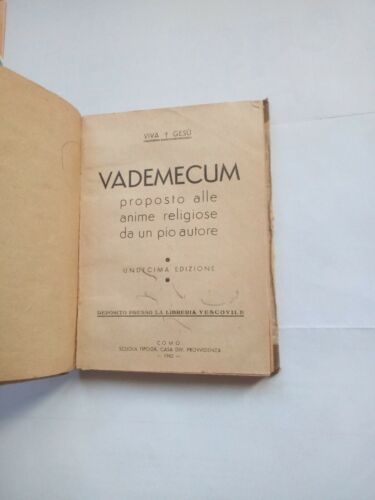 VIVA † GESÙ
VADEMECUM
proposto alle
anime religiose
da un pio autore
UNDECIMA EDIZIONE
DEPOSITO PRESSO LA LIBRERIA VESCOVILE
COMO
SCUOLA TIPOGR. CASA DIV. PROVVIDENZA